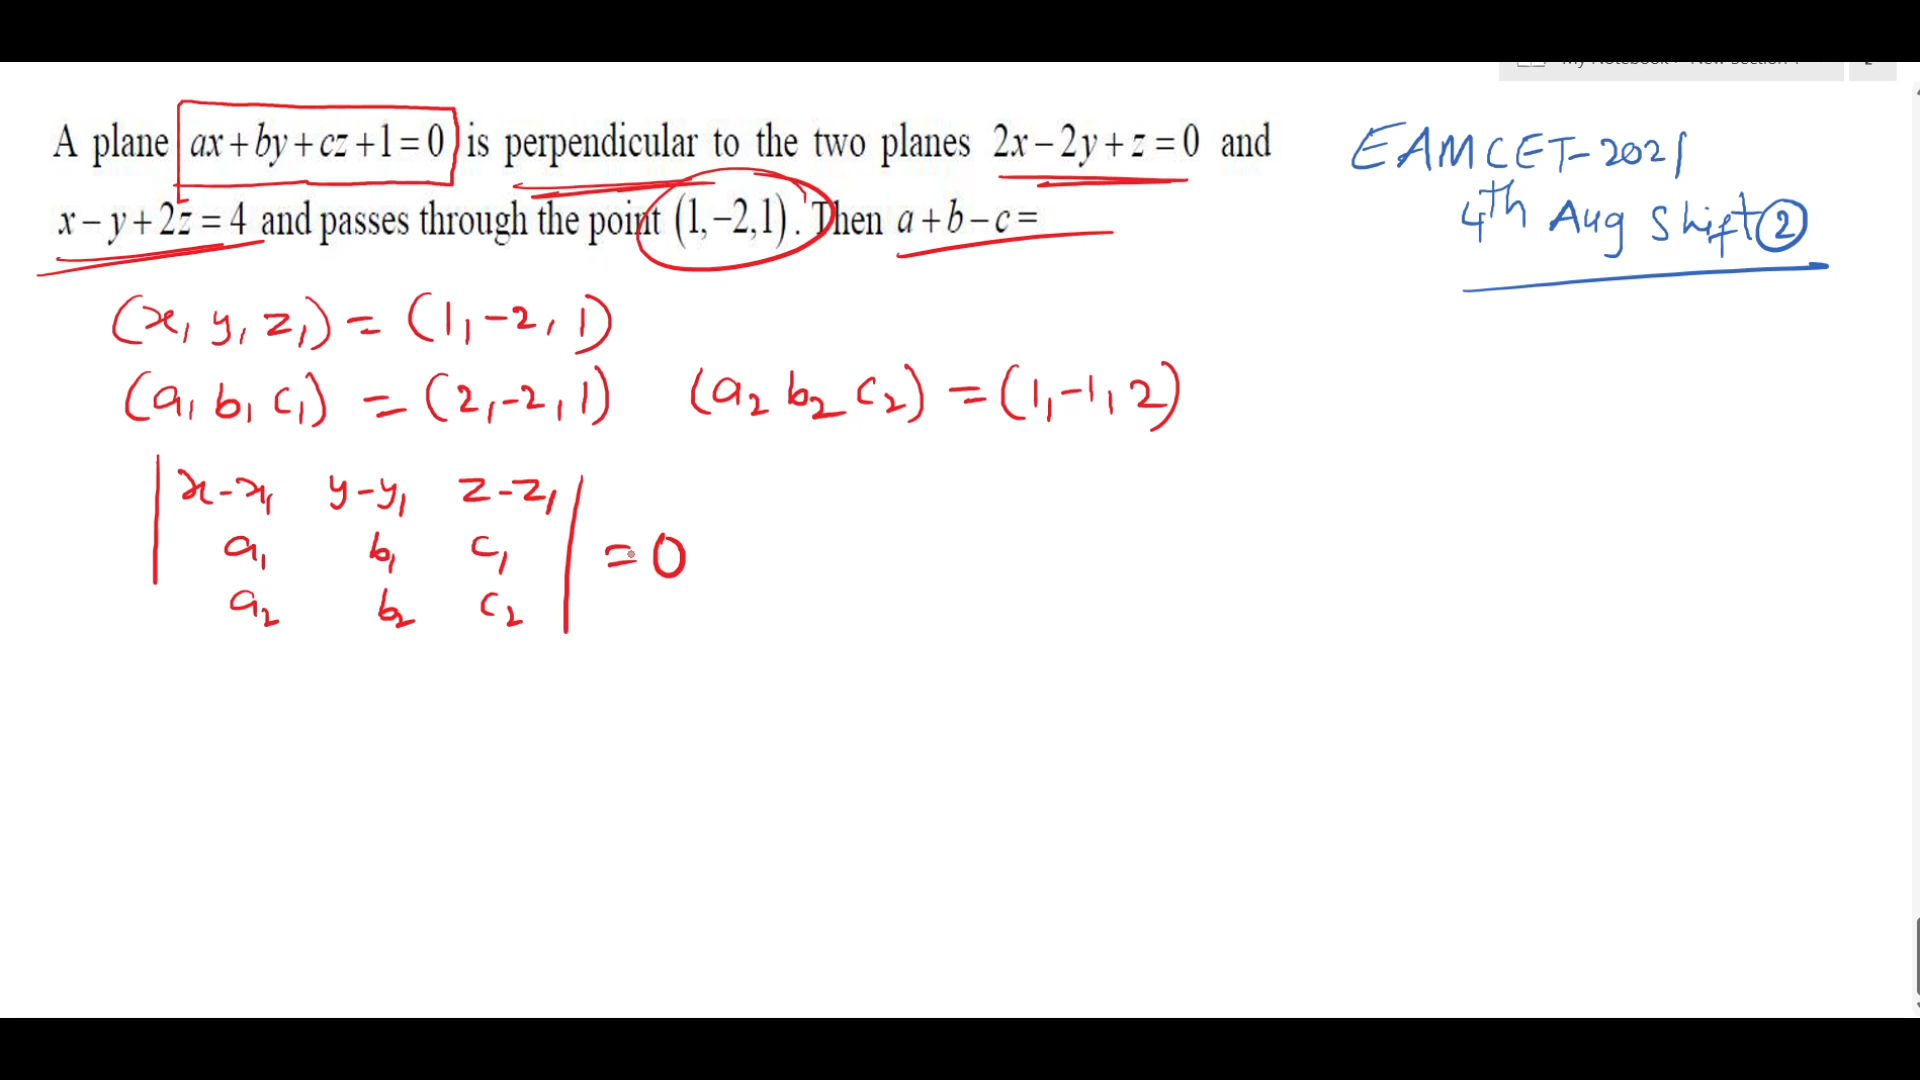 A plane ax+by+cz+1=0 is perpendicular to the two planes 2x−2y+z=0 and
x−y+2z=4 and passes through the point (1,−2,1). Then a+b−c=
EAMCET-2021
4th Aug Shift 2
(x₁ y₁ z₁) = (1, -2, 1)
(a₁ b₁ c₁) = (2, -2, 1) (a₂ b₂ c₂) = (1, -1, 2)
| x-x₁ y-y₁ z-z₁ |
a₁ b₁ c₁ = 0
a₂ b₂ c₂